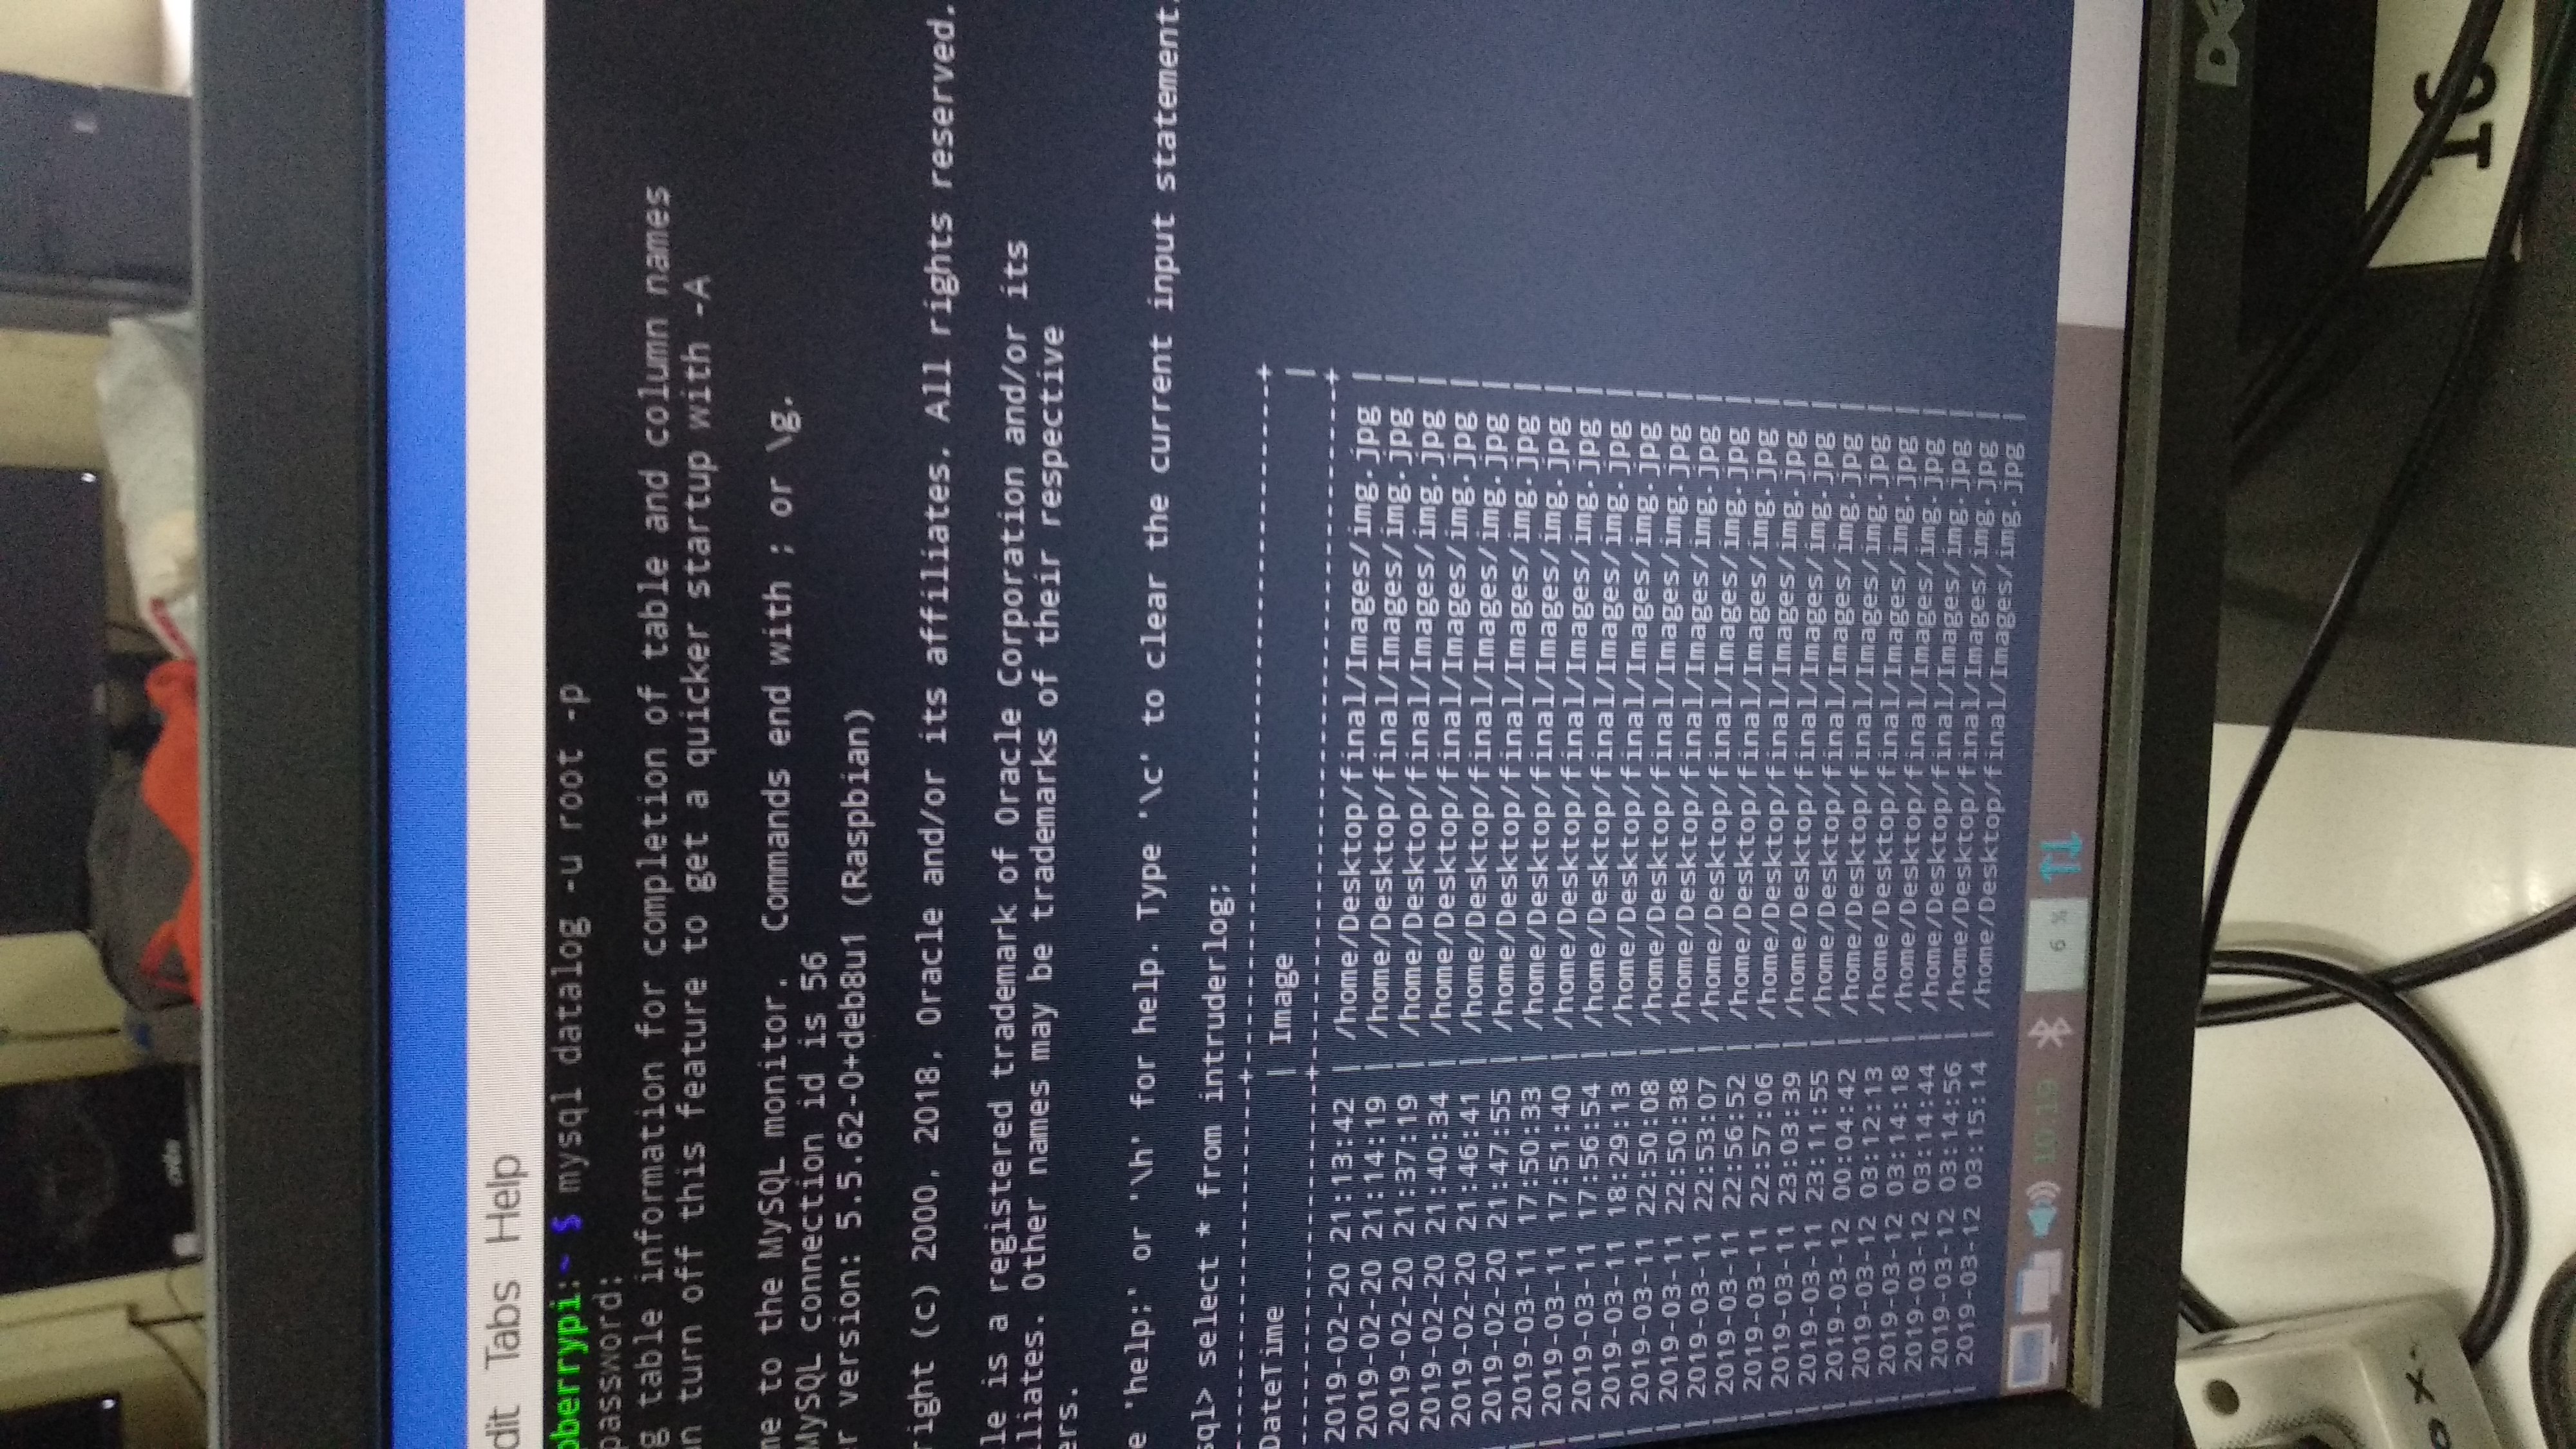 dit Tabs Help
pberrypi:~ $ mysql datalog -u root -p
password:
g table information for completion of table and column names
n turn off this feature to get a quicker startup with -A
me to the MySQL monitor.  Commands end with ; or \g.
MySQL connection id is 56
r version: 5.5.62-0+deb8u1 (Raspbian)
right (c) 2000, 2018, Oracle and/or its affiliates. All rights reserved.
le is a registered trademark of Oracle Corporation and/or its
liates. Other names may be trademarks of their respective
ers.
e 'help;' or '\h' for help. Type '\c' to clear the current input statement.
sql> select * from intruderlog;
DateTime | Image |
2019-02-20 21:13:42 | /home/Desktop/final/Images/img.jpg |
2019-02-20 21:14:19 | /home/Desktop/final/Images/img.jpg |
2019-02-20 21:37:19 | /home/Desktop/final/Images/img.jpg |
2019-02-20 21:40:34 | /home/Desktop/final/Images/img.jpg |
2019-02-20 21:46:41 | /home/Desktop/final/Images/img.jpg |
2019-02-20 21:47:55 | /home/Desktop/final/Images/img.jpg |
| 2019-03-11 17:50:33 | /home/Desktop/final/Images/img.jpg |
| 2019-03-11 17:51:40 | /home/Desktop/final/Images/img.jpg |
| 2019-03-11 17:56:54 | /home/Desktop/final/Images/img.jpg |
| 2019-03-11 18:29:13 | /home/Desktop/final/Images/img.jpg |
| 2019-03-11 22:50:08 | /home/Desktop/final/Images/img.jpg |
| 2019-03-11 22:50:38 | /home/Desktop/final/Images/img.jpg |
| 2019-03-11 22:53:07 | /home/Desktop/final/Images/img.jpg |
| 2019-03-11 22:56:52 | /home/Desktop/final/Images/img.jpg |
| 2019-03-11 22:57:06 | /home/Desktop/final/Images/img.jpg |
| 2019-03-11 23:03:39 | /home/Desktop/final/Images/img.jpg |
| 2019-03-11 23:11:55 | /home/Desktop/final/Images/img.jpg |
| 2019-03-12 00:04:42 | /home/Desktop/final/Images/img.jpg |
| 2019-03-12 03:12:13 | /home/Desktop/final/Images/img.jpg |
| 2019-03-12 03:14:18 | /home/Desktop/final/Images/img.jpg |
| 2019-03-12 03:14:44 | /home/Desktop/final/Images/img.jpg |
| 2019-03-12 03:14:56 | /home/Desktop/final/Images/img.jpg |
| 2019-03-12 03:15:14 | /home/Desktop/final/Images/img.jpg |
10:19 6 %
DE
ox.
16